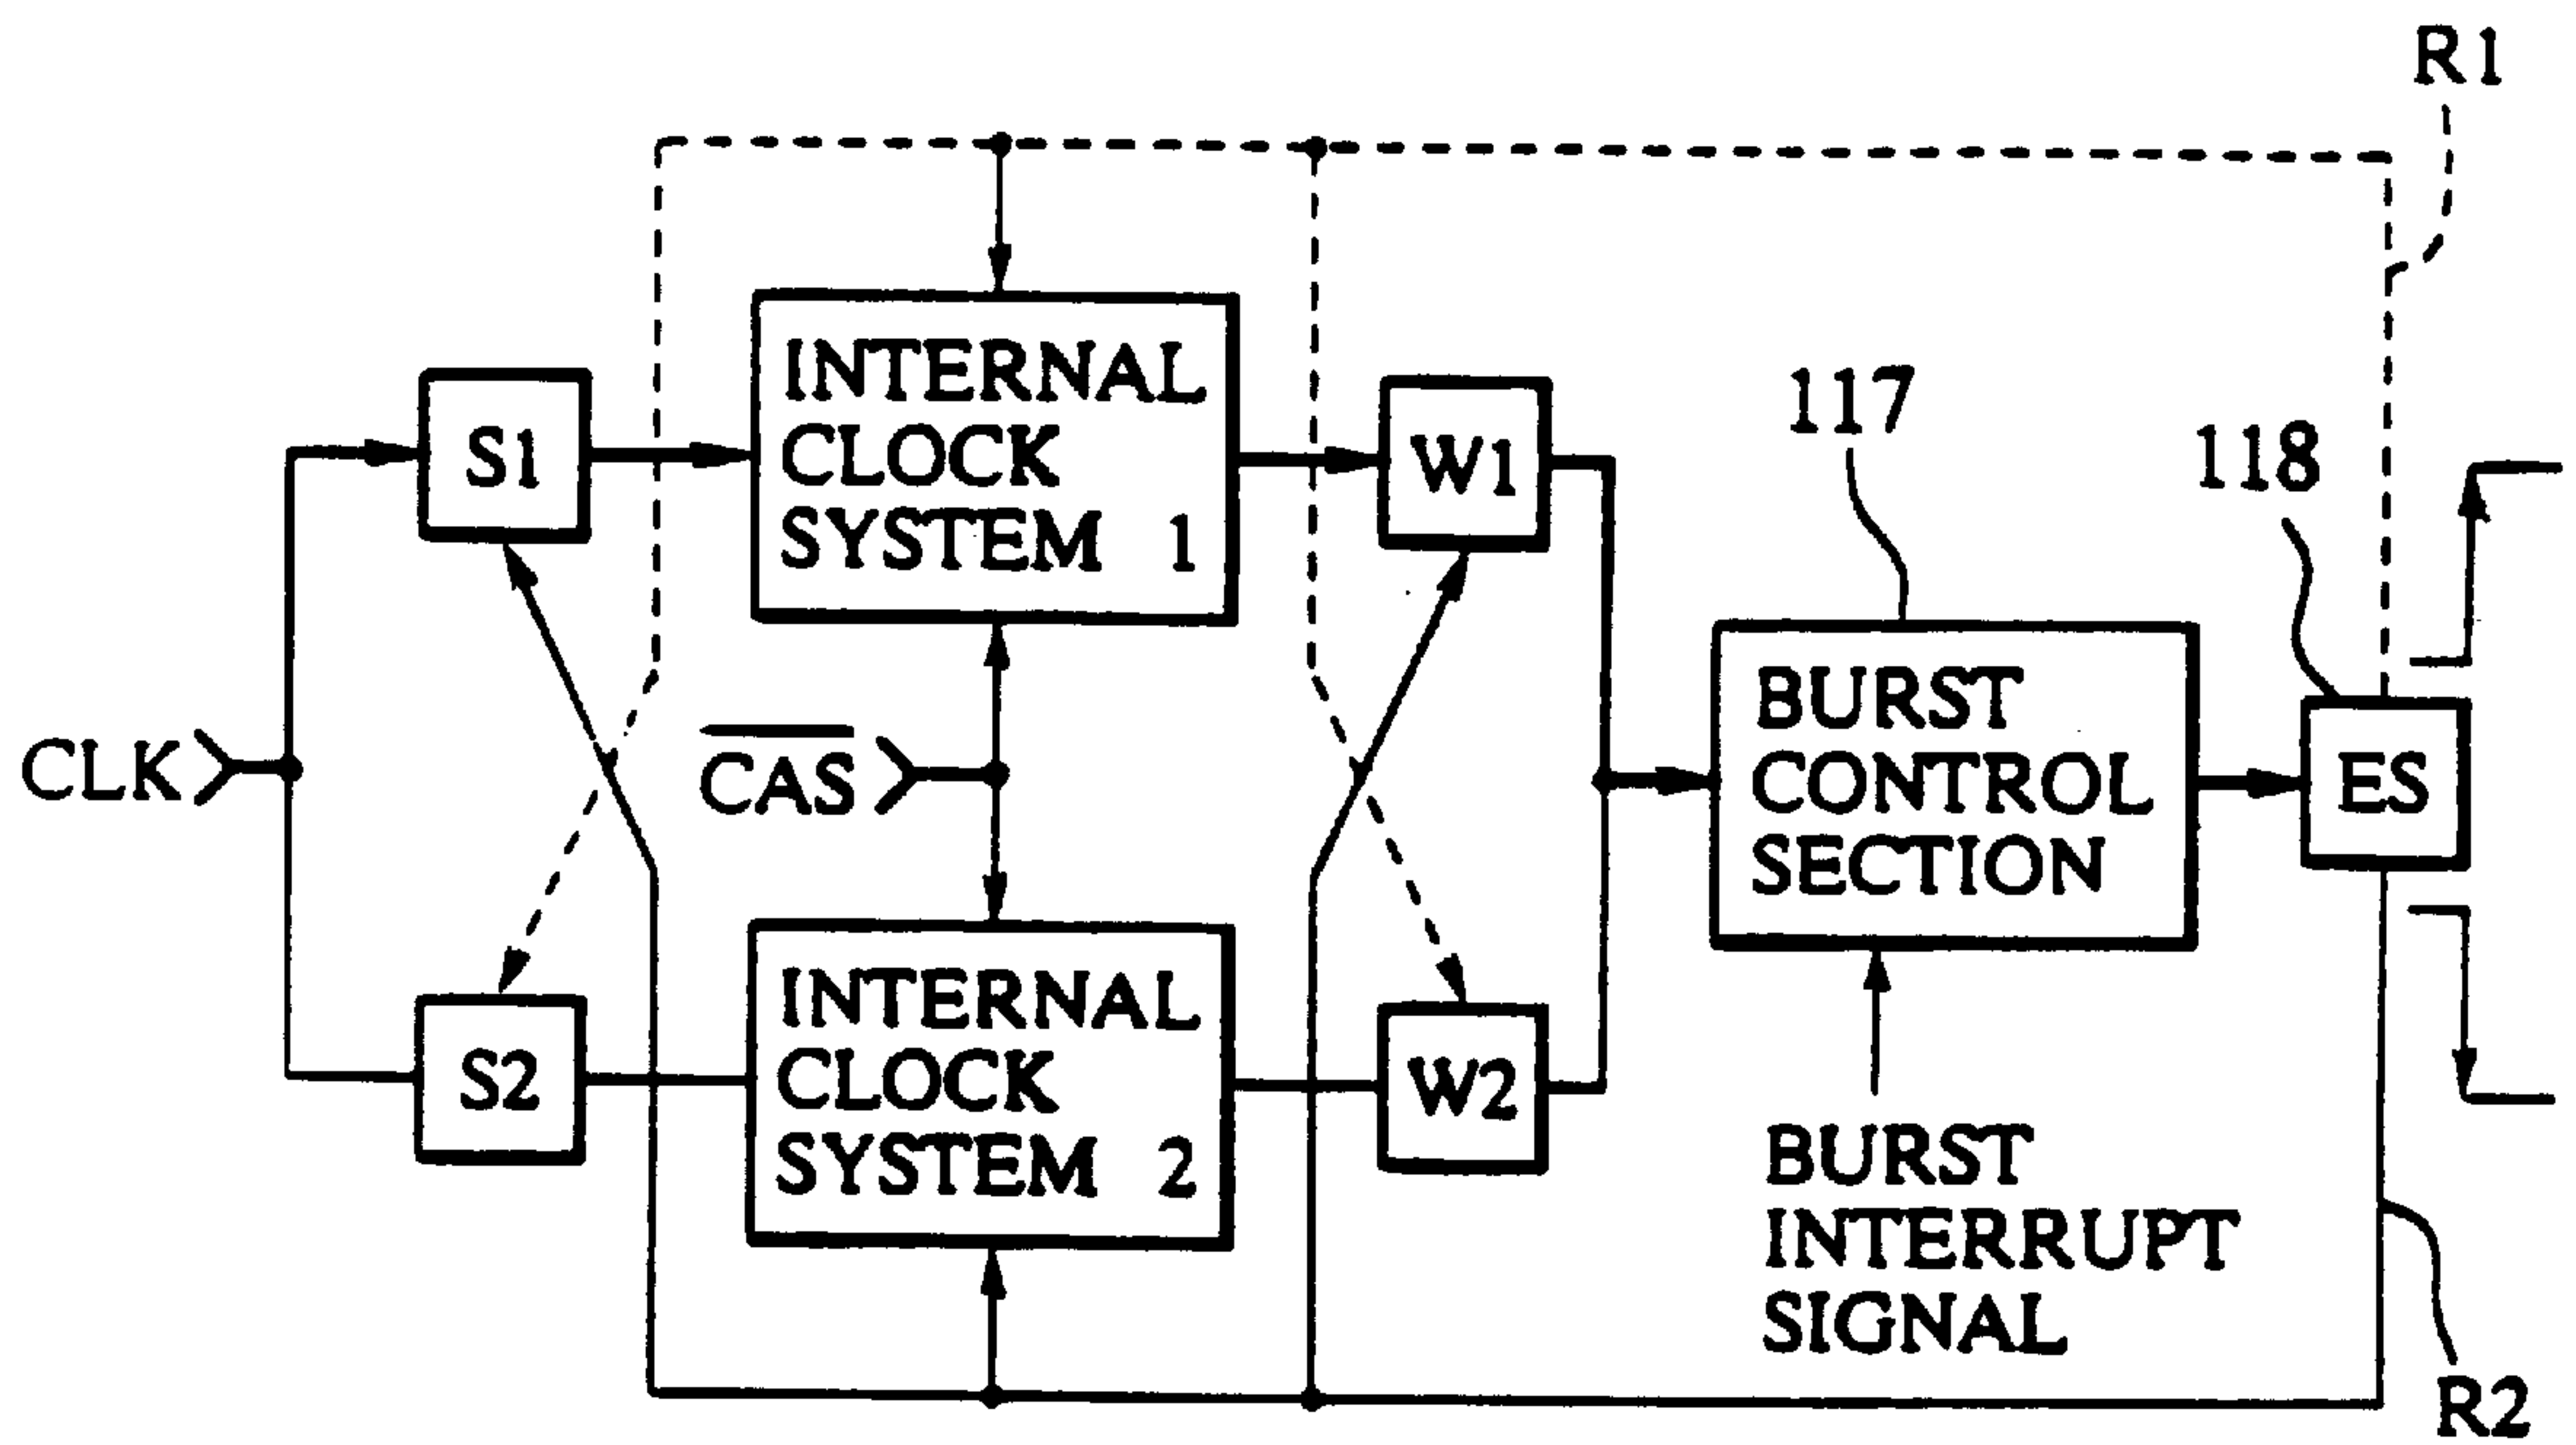 R1
INTERNAL
CLOCK
SYSTEM 1
S1
W1
117
118
CLK
CAS
BURST
CONTROL
SECTION
ES
INTERNAL
CLOCK
SYSTEM 2
S2
W2
BURST
INTERRUPT
SIGNAL
R2